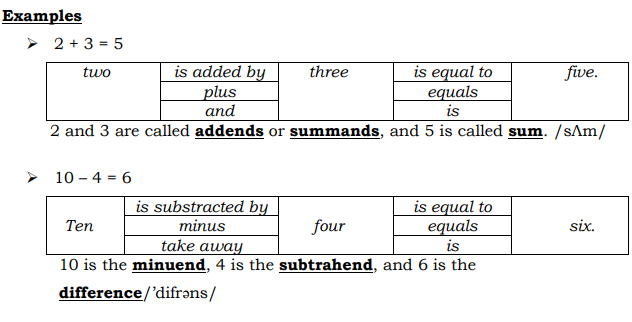 Examples
➢ 2 + 3 = 5
two is added by three is equal to five.
plus equals
and is
2 and 3 are called addends or summands, and 5 is called sum. /sɅm/
➢ 10 – 4 = 6
is substracted by is equal to
Ten minus four equals six.
take away is
10 is the minuend, 4 is the subtrahend, and 6 is the
difference/'difrəns/